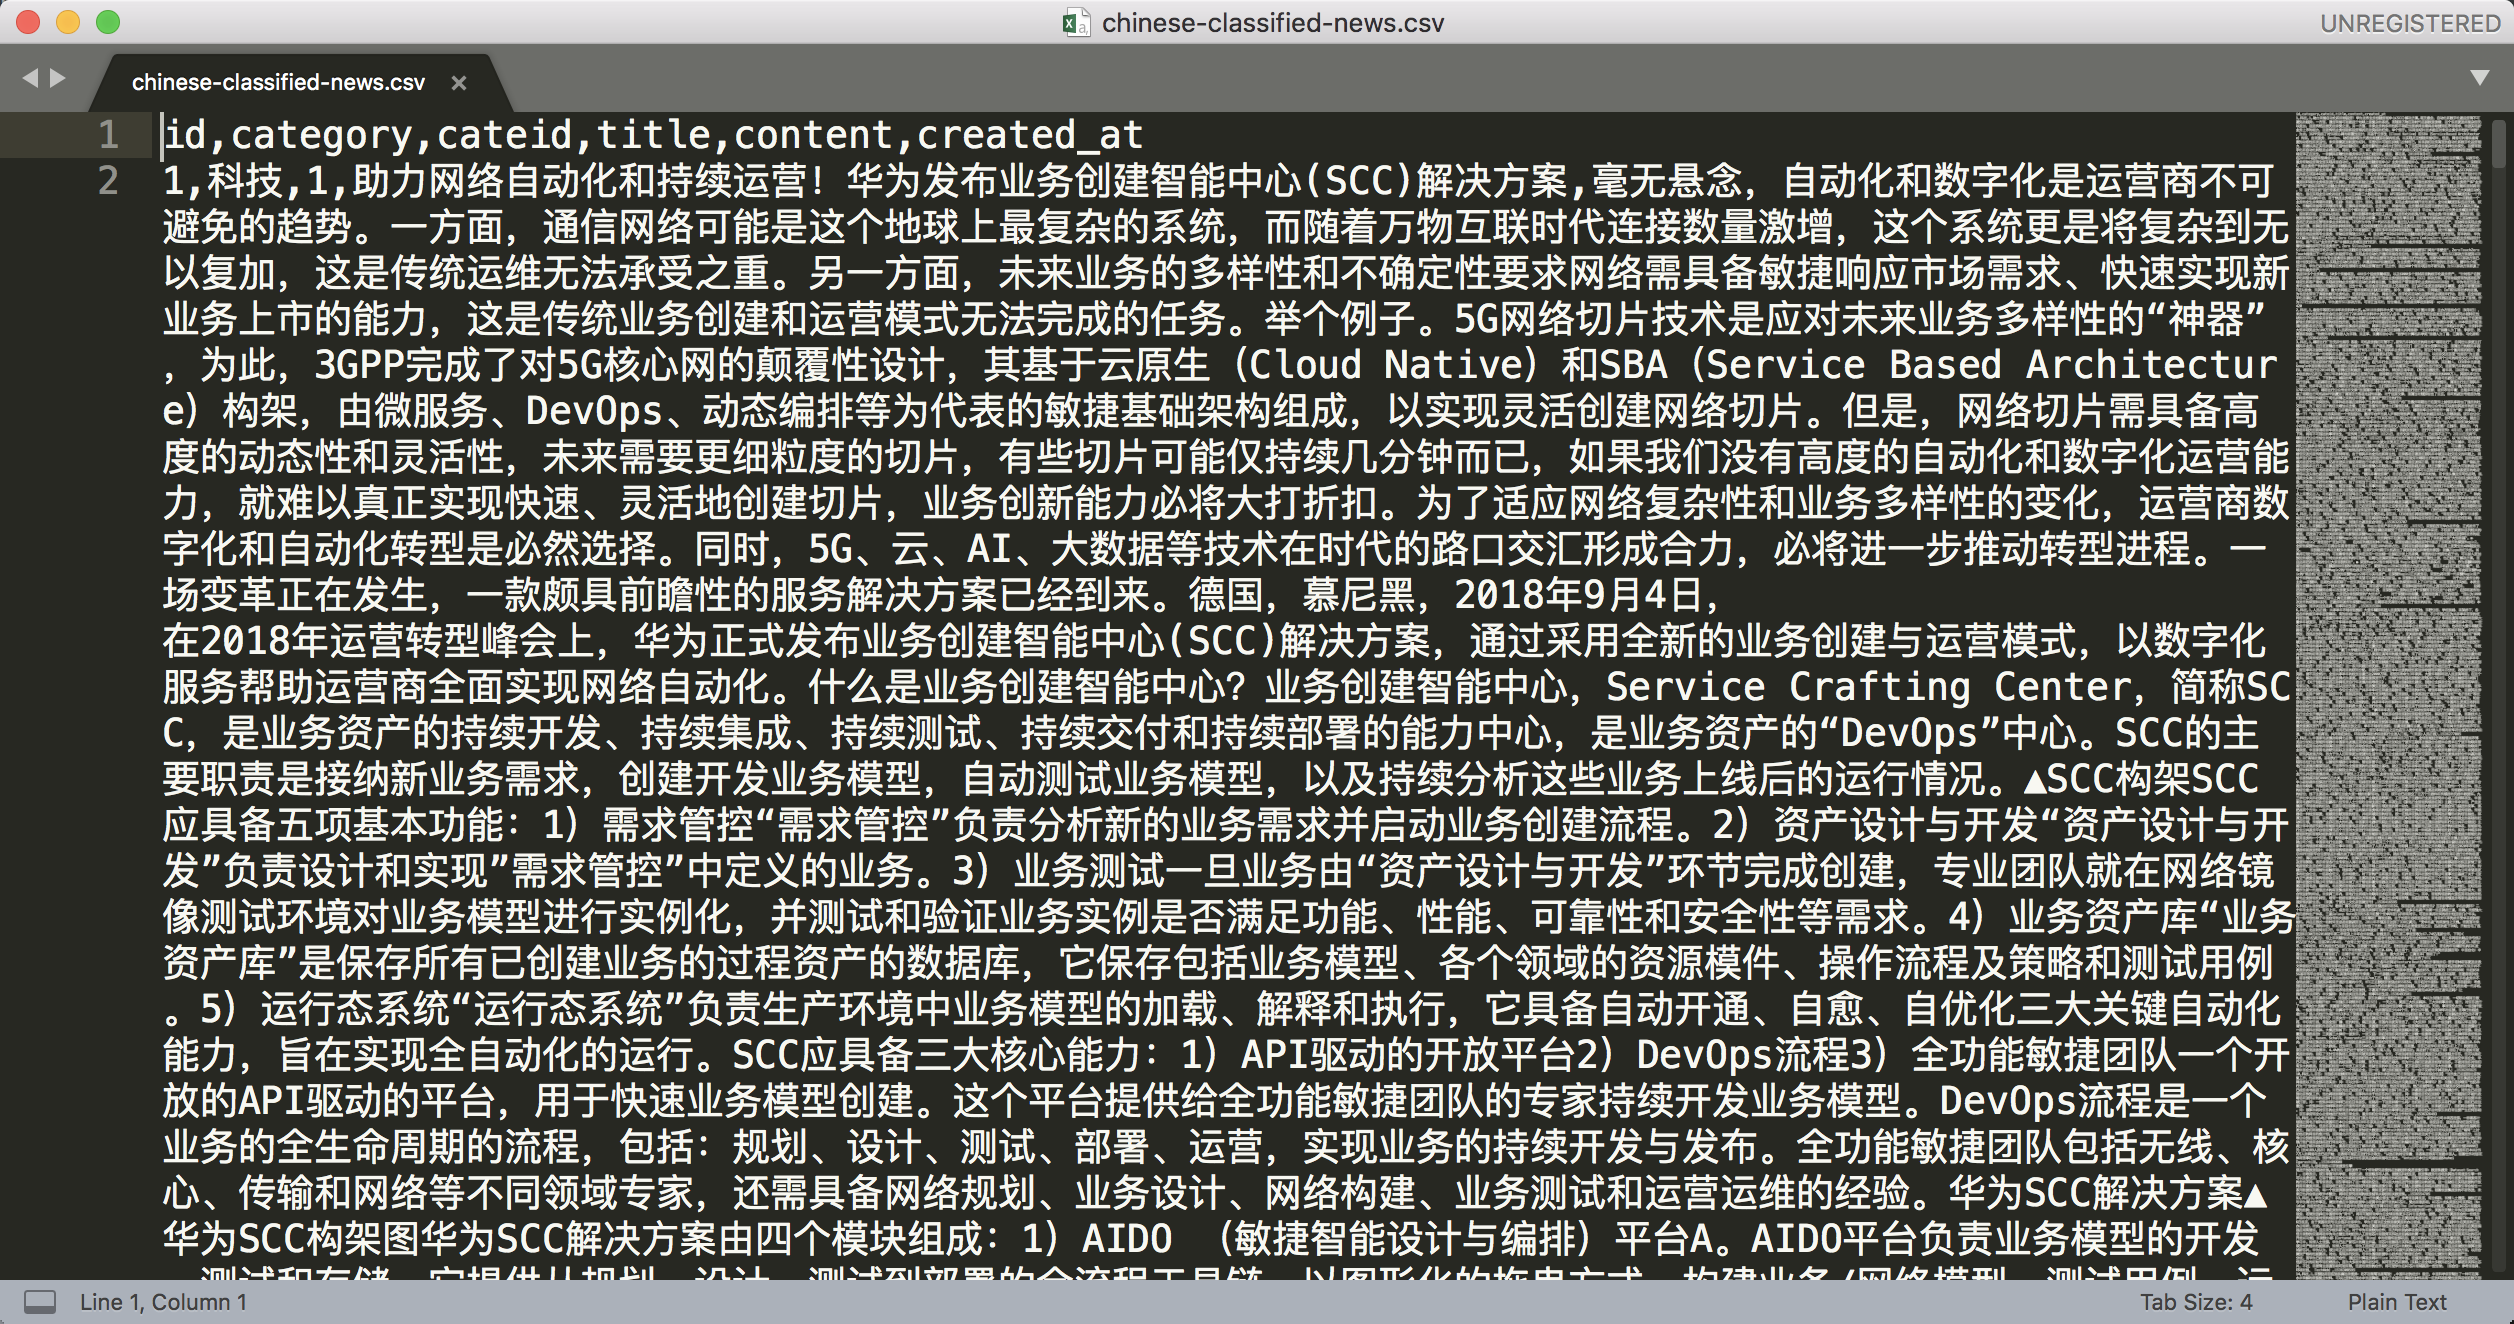 chinese-classified-news.csv
UNREGISTERED
chinese-classified-news.csv ×
1 id,category,cateid,title,content,created_at
2 1,科技,1,助力网络自动化和持续运营！华为发布业务创建智能中心(SCC)解决方案,毫无悬念，自动化和数字化是运营商不可
避免的趋势。一方面，通信网络可能是这个地球上最复杂的系统，而随着万物互联时代连接数量激增，这个系统更是将复杂到无
以复加，这是传统运维无法承受之重。另一方面，未来业务的多样性和不确定性要求网络需具备敏捷响应市场需求、快速实现新
业务上市的能力，这是传统业务创建和运营模式无法完成的任务。举个例子。5G网络切片技术是应对未来业务多样性的“神器”
，为此，3GPP完成了对5G核心网的颠覆性设计，其基于云原生（Cloud Native）和SBA（Service Based Architectur
e）构架，由微服务、DevOps、动态编排等为代表的敏捷基础架构组成，以实现灵活创建网络切片。但是，网络切片需具备高
度的动态性和灵活性，未来需要更细粒度的切片，有些切片可能仅持续几分钟而已，如果我们没有高度的自动化和数字化运营能
力，就难以真正实现快速、灵活地创建切片，业务创新能力必将大打折扣。为了适应网络复杂性和业务多样性的变化，运营商数
字化和自动化转型是必然选择。同时，5G、云、AI、大数据等技术在时代的路口交汇形成合力，必将进一步推动转型进程。一
场变革正在发生，一款颇具前瞻性的服务解决方案已经到来。德国，慕尼黑，2018年9月4日，
在2018年运营转型峰会上，华为正式发布业务创建智能中心(SCC)解决方案，通过采用全新的业务创建与运营模式，以数字化
服务帮助运营商全面实现网络自动化。什么是业务创建智能中心？业务创建智能中心，Service Crafting Center，简称SC
C，是业务资产的持续开发、持续集成、持续测试、持续交付和持续部署的能力中心，是业务资产的“DevOps”中心。SCC的主
要职责是接纳新业务需求，创建开发业务模型，自动测试业务模型，以及持续分析这些业务上线后的运行情况。▲SCC构架SCC
应具备五项基本功能：1）需求管控“需求管控”负责分析新的业务需求并启动业务创建流程。2）资产设计与开发“资产设计与开
发”负责设计和实现”需求管控”中定义的业务。3）业务测试一旦业务由“资产设计与开发”环节完成创建，专业团队就在网络镜
像测试环境对业务模型进行实例化，并测试和验证业务实例是否满足功能、性能、可靠性和安全性等需求。4）业务资产库“业务
资产库”是保存所有已创建业务的过程资产的数据库，它保存包括业务模型、各个领域的资源模件、操作流程及策略和测试用例
。5）运行态系统“运行态系统”负责生产环境中业务模型的加载、解释和执行，它具备自动开通、自愈、自优化三大关键自动化
能力，旨在实现全自动化的运行。SCC应具备三大核心能力：1）API驱动的开放平台2）DevOps流程3）全功能敏捷团队一个开
放的API驱动的平台，用于快速业务模型创建。这个平台提供给全功能敏捷团队的专家持续开发业务模型。DevOps流程是一个
业务的全生命周期的流程，包括：规划、设计、测试、部署、运营，实现业务的持续开发与发布。全功能敏捷团队包括无线、核
心、传输和网络等不同领域专家，还需具备网络规划、业务设计、网络构建、业务测试和运营运维的经验。华为SCC解决方案▲
华为SCC构架图华为SCC解决方案由四个模块组成：1）AIDO （敏捷智能设计与编排）平台A。AIDO平台负责业务模型的开发
、测试和存储，它提供从规划、设计、测试到部署的全流程工具链，以图形化的拖曳方式，构建业务/网络模型、测试用例、运
Line 1, Column 1
Tab Size: 4
Plain Text